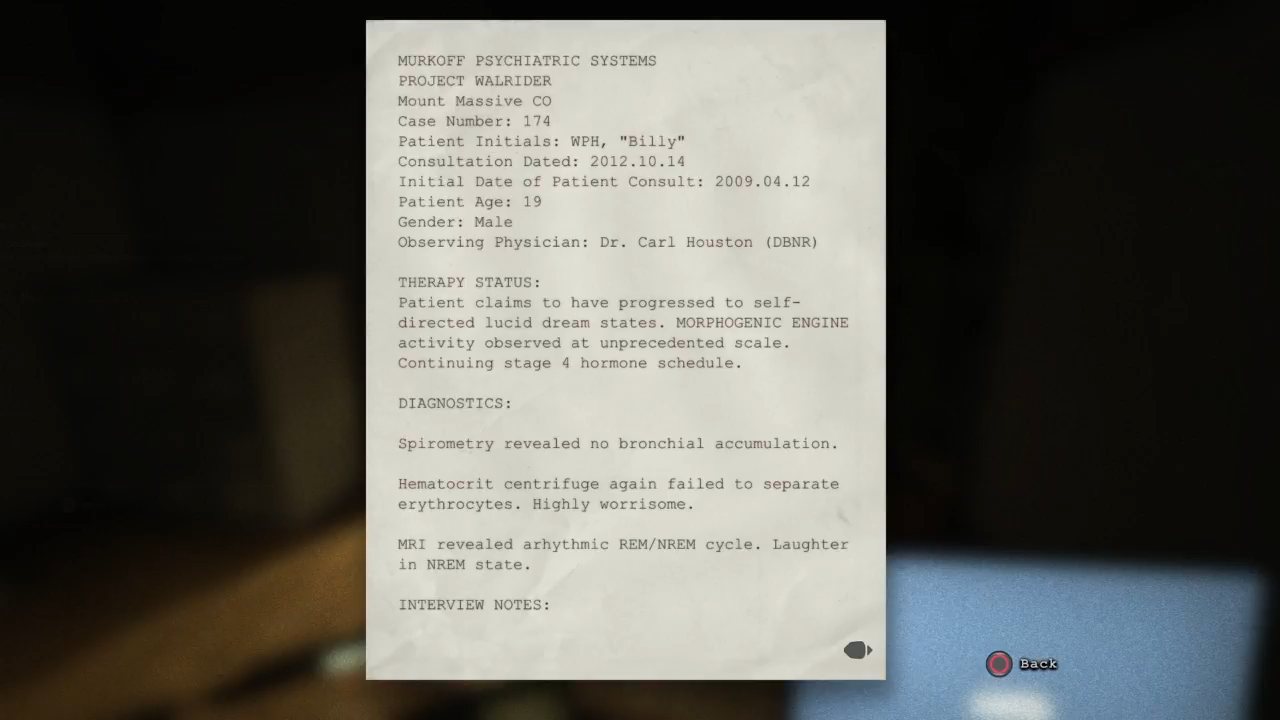 MURKOFF PSYCHIATRIC SYSTEMS
PROJECT WALRIDER
Mount Massive CO
Case Number: 174
Patient Initials: WPH, "Billy"
Consultation Dated: 2012.10.14
Initial Date of Patient Consult: 2009.04.12
Patient Age: 19
Gender: Male
Observing Physician: Dr. Carl Houston (DBNR)
THERAPY STATUS:
Patient claims to have progressed to self-
directed lucid dream states. MORPHOGENIC ENGINE
activity observed at unprecedented scale.
Continuing stage 4 hormone schedule.
DIAGNOSTICS:
Spirometry revealed no bronchial accumulation.
Hematocrit centrifuge again failed to separate
erythrocytes. Highly worrisome.
MRI revealed arhythmic REM/NREM cycle. Laughter
in NREM state.
INTERVIEW NOTES:
Back